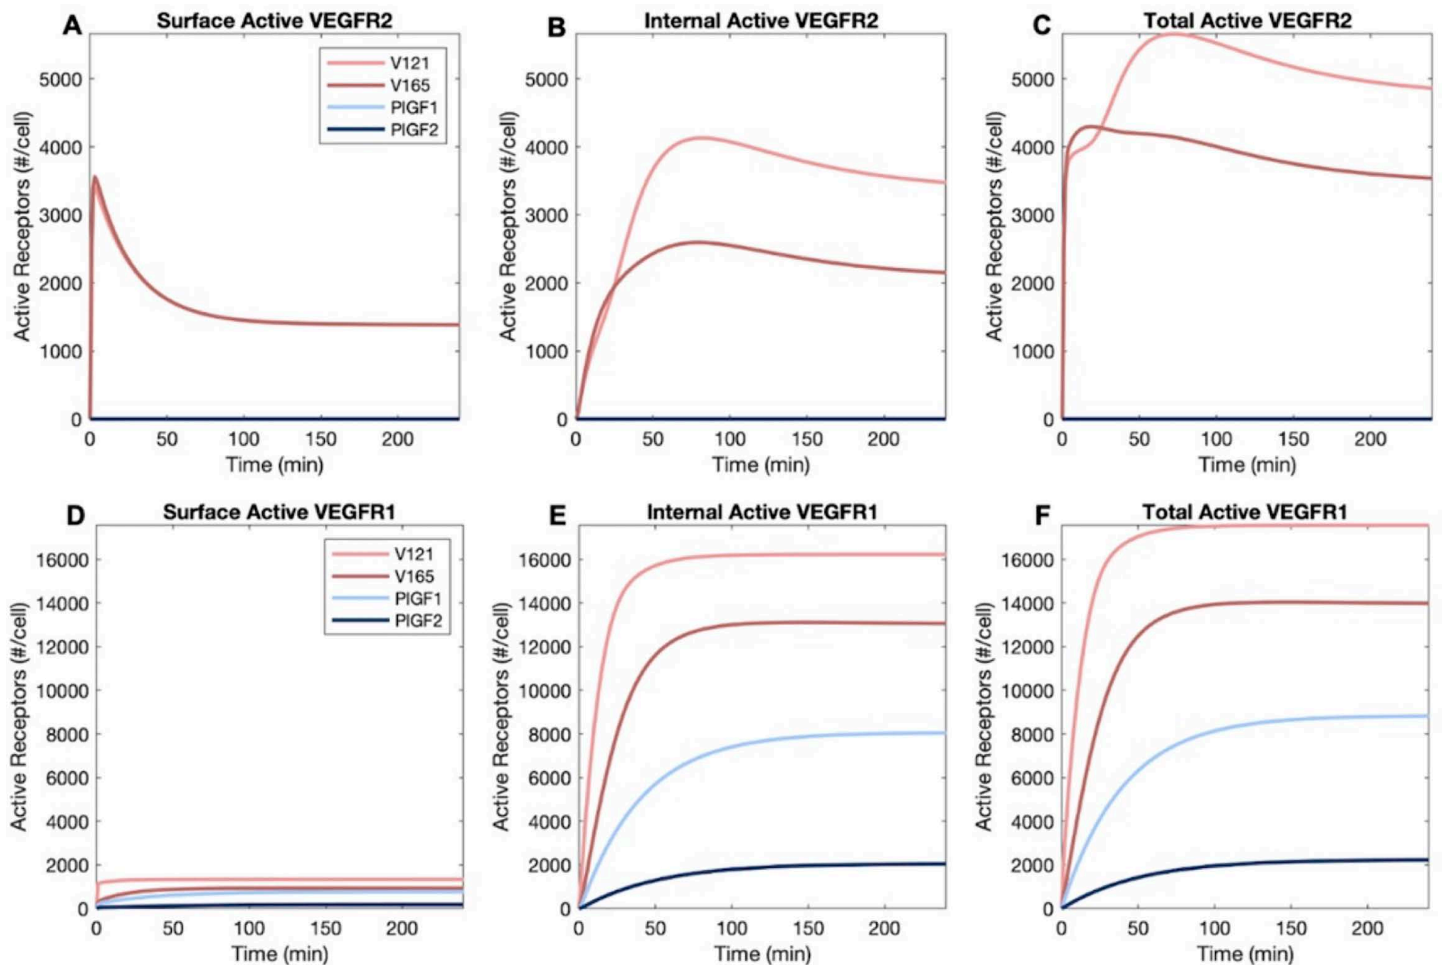 A Surface Active VEGFR2
B Internal Active VEGFR2
C Total Active VEGFR2
Active Receptors (#/cell)
5000
4000
3000
2000
1000
0
V121
V165
PlGF1
PlGF2
0 50 100 150 200
Time (min)
Active Receptors (#/cell)
5000
4000
3000
2000
1000
0
0 50 100 150 200
Time (min)
Active Receptors (#/cell)
5000
4000
3000
2000
1000
0
0 50 100 150 200
Time (min)
D Surface Active VEGFR1
E Internal Active VEGFR1
F Total Active VEGFR1
Active Receptors (#/cell)
16000
14000
12000
10000
8000
6000
4000
2000
0
V121
V165
PlGF1
PlGF2
0 50 100 150 200
Time (min)
Active Receptors (#/cell)
16000
14000
12000
10000
8000
6000
4000
2000
0
0 50 100 150 200
Time (min)
Active Receptors (#/cell)
16000
14000
12000
10000
8000
6000
4000
2000
0
0 50 100 150 200
Time (min)